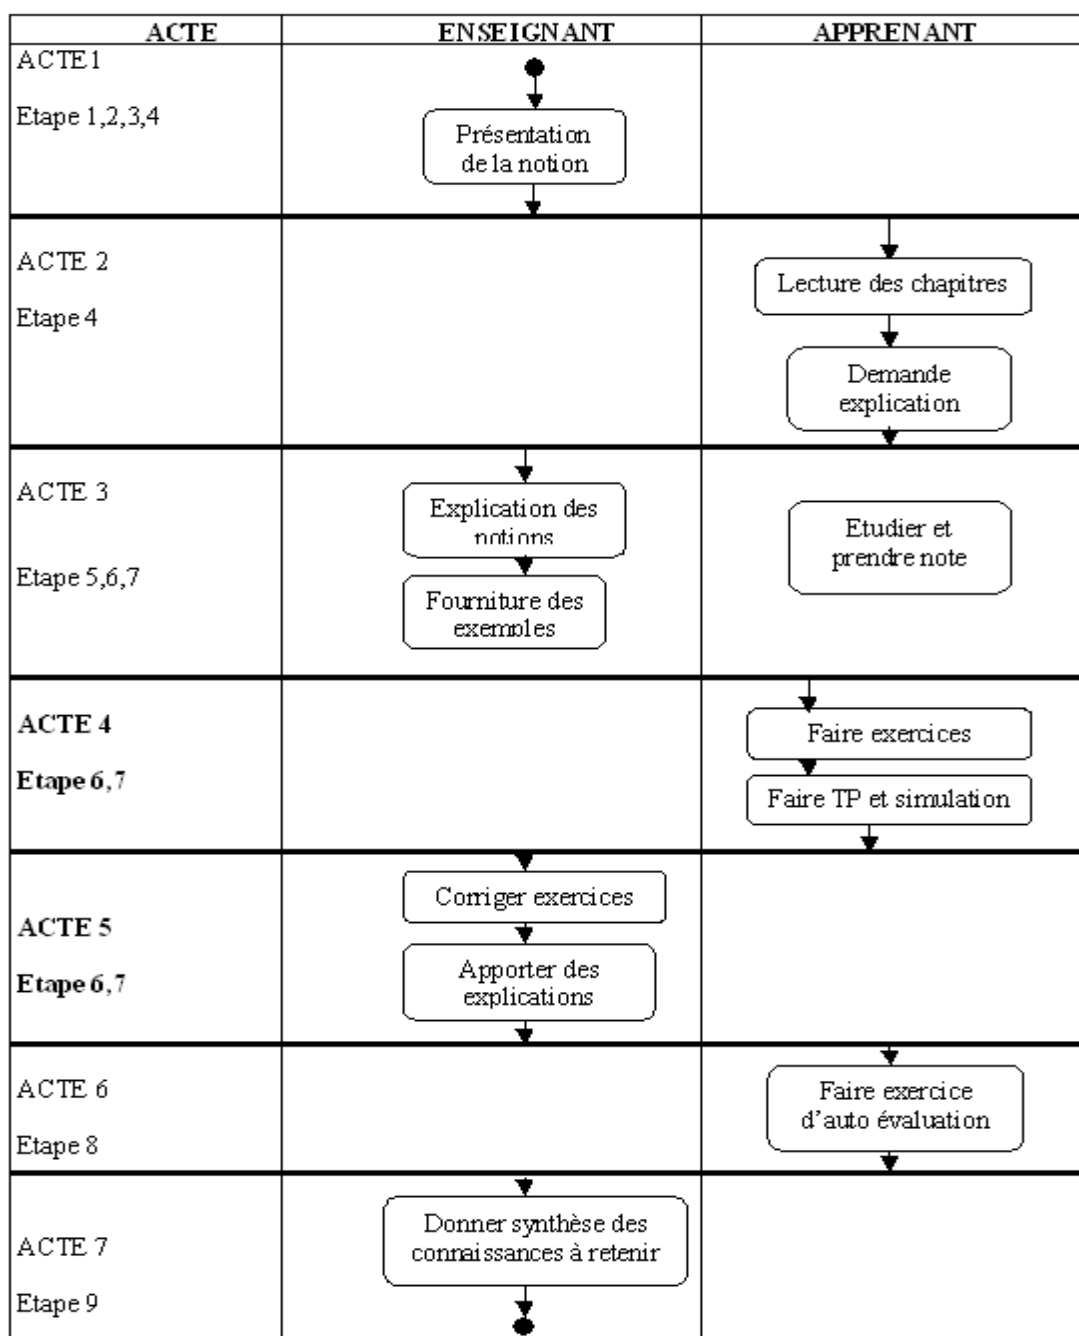 ACTE ENSEIGNANT APPRENANT
ACTE1
Etape 1,2,3,4
Présentation
de la notion
ACTE 2
Etape 4
Lecture des chapitres
Demande
explication
ACTE 3
Etape 5,6,7
Explication des
notions
Fourniture des
exemples
Etudier et
prendre note
ACTE 4
Etape 6,7
Faire exercices
Faire TP et simulation
ACTE 5
Etape 6,7
Corriger exercices
Apporter des
explications
ACTE 6
Etape 8
Faire exercice
d'auto évaluation
ACTE 7
Etape 9
Donner synthèse des
connaissances à retenir